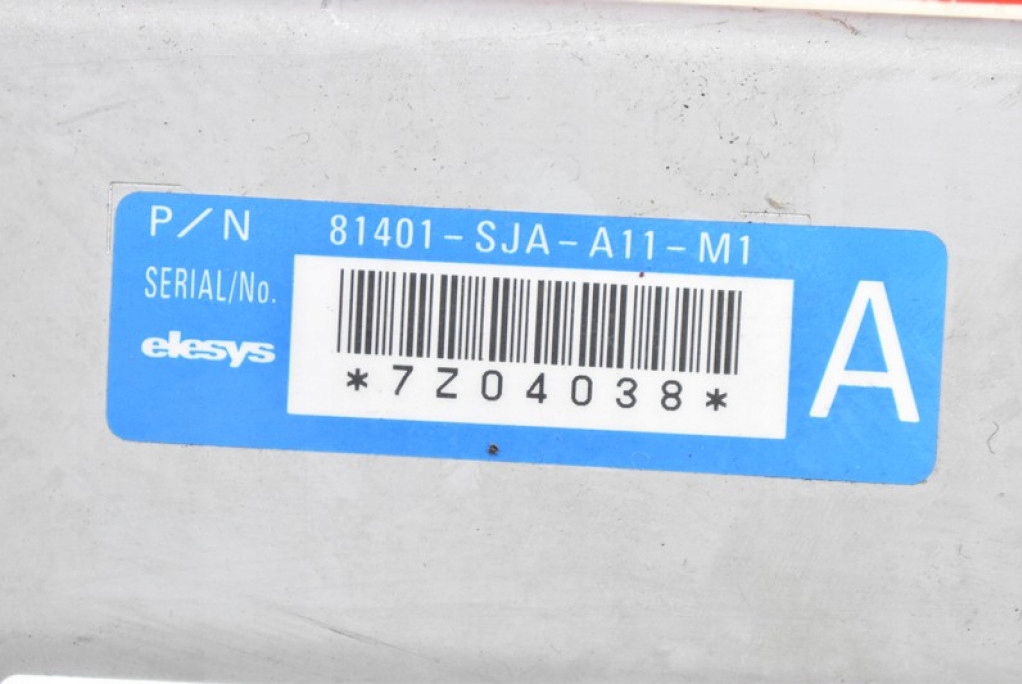 P/N 81401-SJA-A11-M1
SERIAL/No.
elesys
*7Z04038*
A